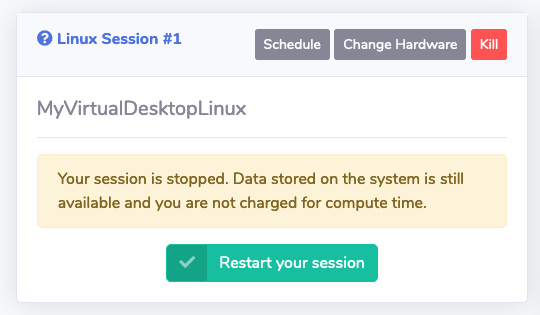 Linux Session #1
Schedule
Change Hardware
Kill
MyVirtualDesktopLinux
Your session is stopped. Data stored on the system is still
available and you are not charged for compute time.
Restart your session